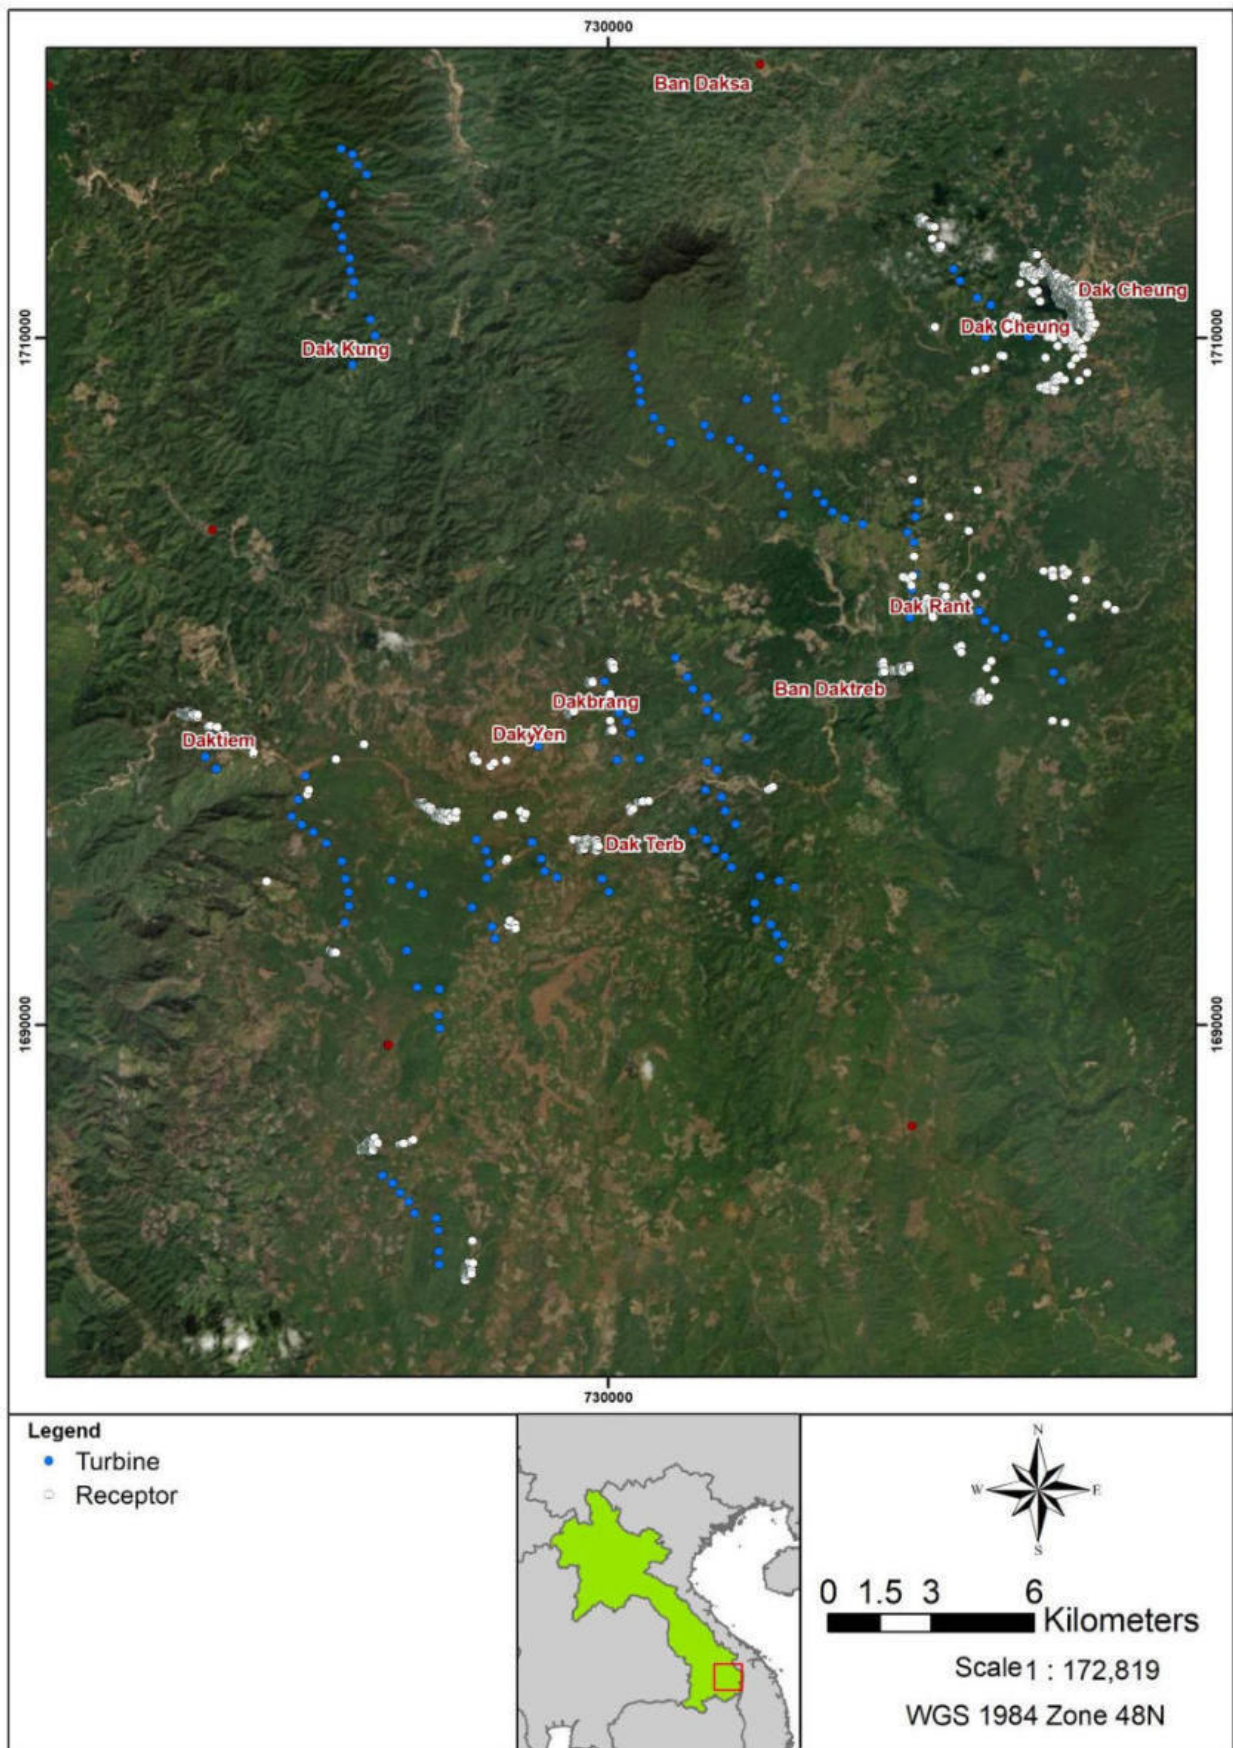 730000
Ban Daksa
Dak Cheung
Dak Cheung
1710000
1710000
Dak Kung
Dak Rant
Ban Daktreb
Dakbrang
DakyYen
Daktiem
Dak Terb
1690000
1690000
730000
Legend
Turbine
Receptor
N
W
E
S
0 1.5 3 6
Kilometers
Scale 1 : 172,819
WGS 1984 Zone 48N